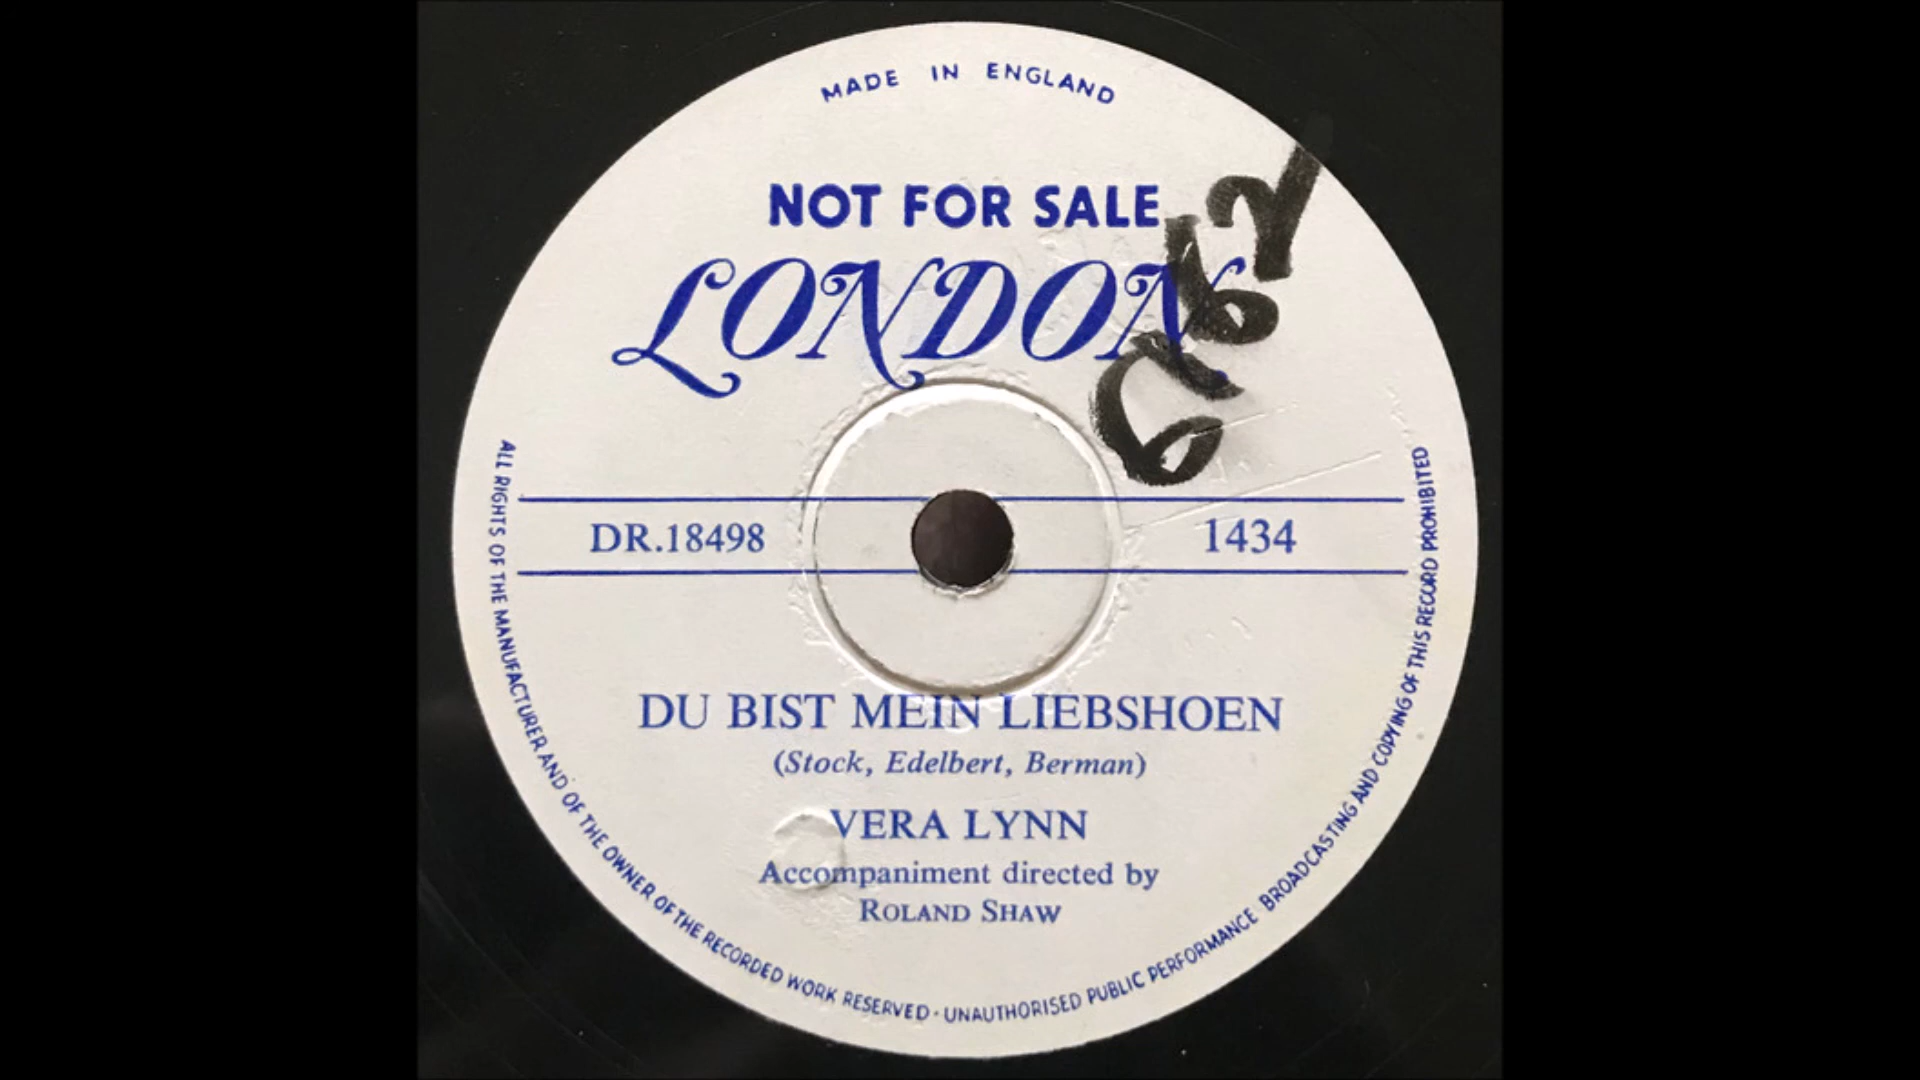 MADE IN ENGLAND
NOT FOR SALE
LONDON
DR.18498
1434
DU BIST MEIN LIEBSHOEN
(Stock, Edelbert, Berman)
VERA LYNN
Accompaniment directed by
ROLAND SHAW
ALL RIGHTS OF THE MANUFACTURER AND OF THE OWNER OF THE RECORDED WORK RESERVED · UNAUTHORISED PUBLIC PERFORMANCE BROADCASTING AND COPYING OF THIS RECORD PROHIBITED